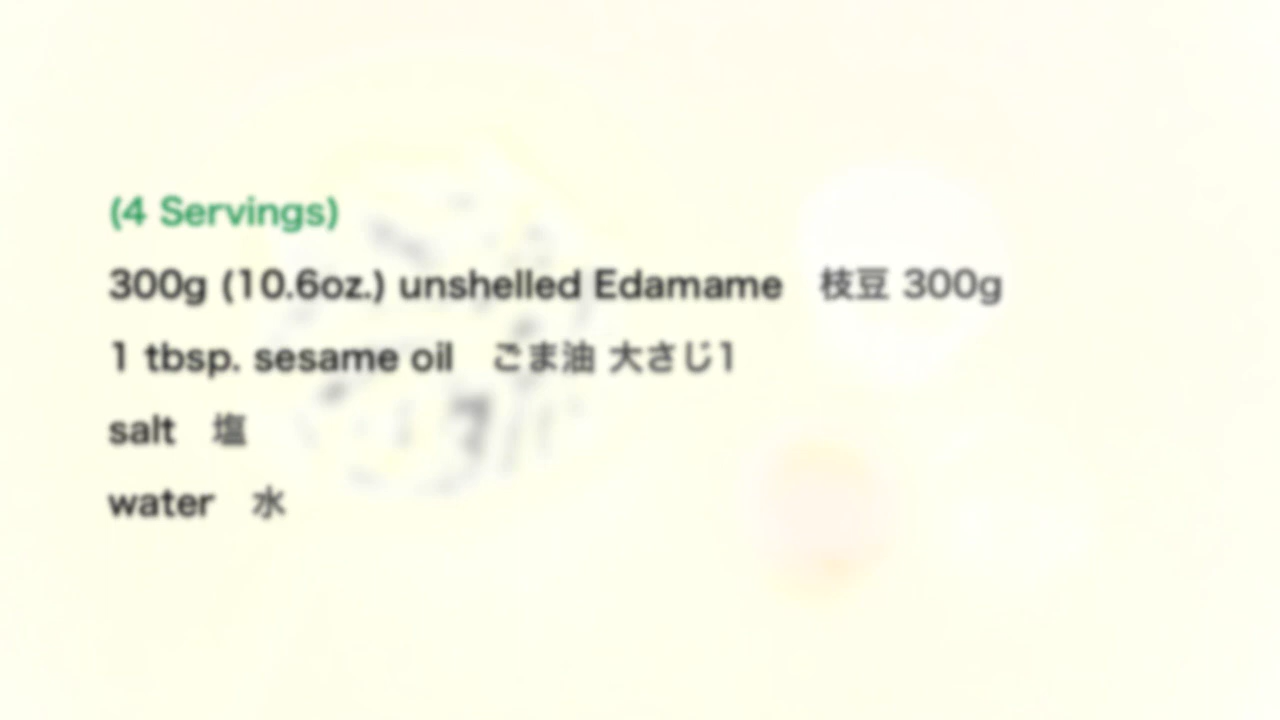 (4 Servings)
300g (10.6oz.) unshelled Edamame　枝豆 300g
1 tbsp. sesame oil　ごま油 大さじ1
salt　塩
water　水